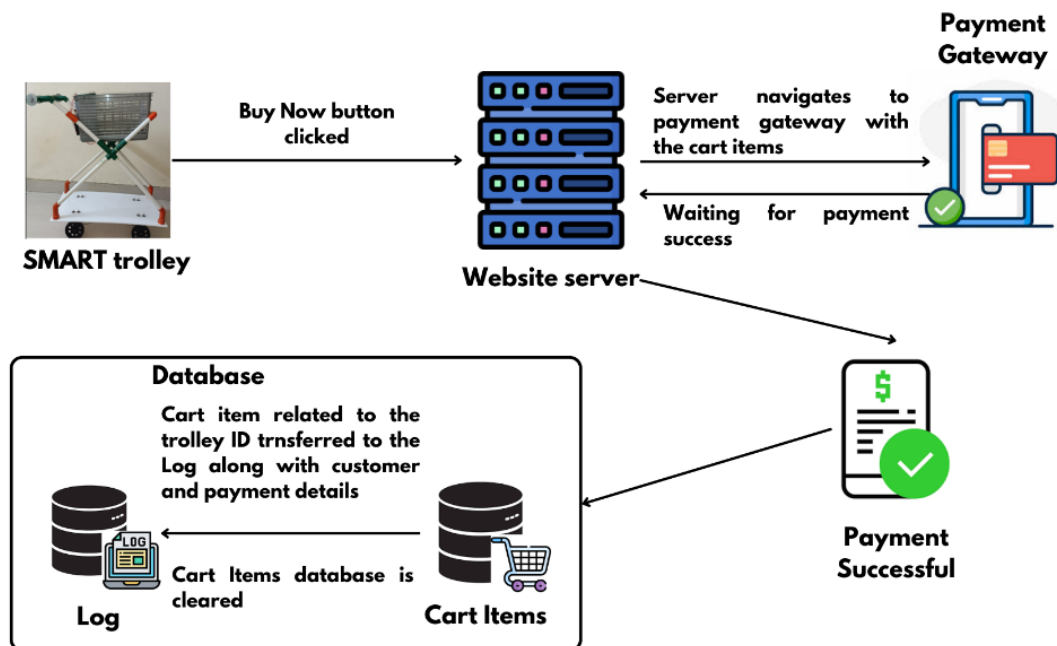 Payment
Gateway
Buy Now button
clicked
Server navigates to
payment gateway with
the cart items
Waiting for payment
success
SMART trolley
Website server
Database
Cart item related to the
trolley ID trnsferred to the
Log along with customer
and payment details
LOG
Cart Items database is
cleared
Log
Cart Items
$
Payment
Successful